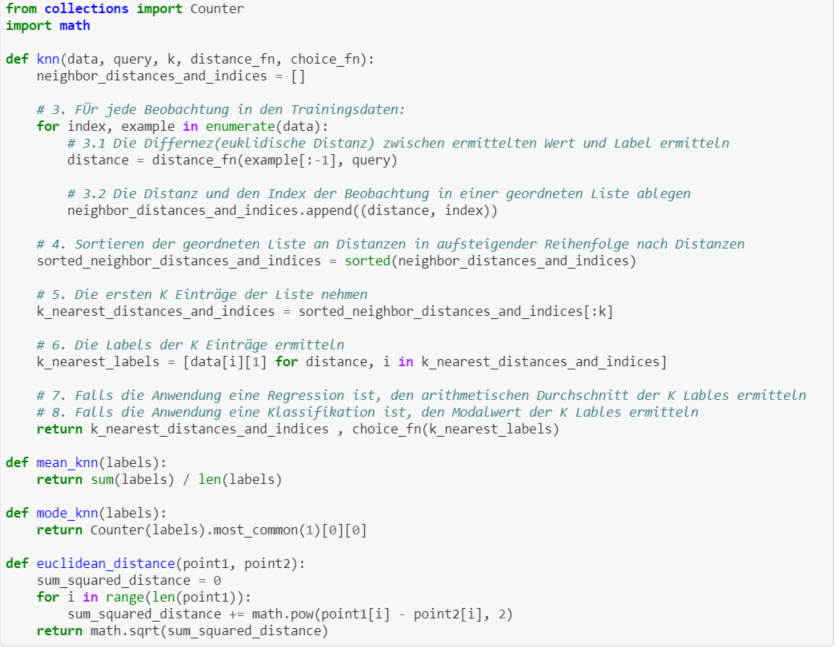 from collections import Counter
import math

def knn(data, query, k, distance_fn, choice_fn):
    neighbor_distances_and_indices = []

    # 3. FÜr jede Beobachtung in den Trainingsdaten:
    for index, example in enumerate(data):
        # 3.1 Die Differnez(euklidische Distanz) zwischen ermittelten Wert und Label ermitteln
        distance = distance_fn(example[:-1], query)

        # 3.2 Die Distanz und den Index der Beobachtung in einer geordneten Liste ablegen
        neighbor_distances_and_indices.append((distance, index))

    # 4. Sortieren der geordneten Liste an Distanzen in aufsteigender Reihenfolge nach Distanzen
    sorted_neighbor_distances_and_indices = sorted(neighbor_distances_and_indices)

    # 5. Die ersten K Einträge der Liste nehmen
    k_nearest_distances_and_indices = sorted_neighbor_distances_and_indices[:k]

    # 6. Die Labels der K Einträge ermitteln
    k_nearest_labels = [data[i][1] for distance, i in k_nearest_distances_and_indices]

    # 7. Falls die Anwendung eine Regression ist, den arithmetischen Durchschnitt der K Lables ermitteln
    # 8. Falls die Anwendung eine Klassifikation ist, den Modalwert der K Lables ermitteln
    return k_nearest_distances_and_indices , choice_fn(k_nearest_labels)

def mean_knn(labels):
    return sum(labels) / len(labels)

def mode_knn(labels):
    return Counter(labels).most_common(1)[0][0]

def euclidean_distance(point1, point2):
    sum_squared_distance = 0
    for i in range(len(point1)):
        sum_squared_distance += math.pow(point1[i] - point2[i], 2)
    return math.sqrt(sum_squared_distance)